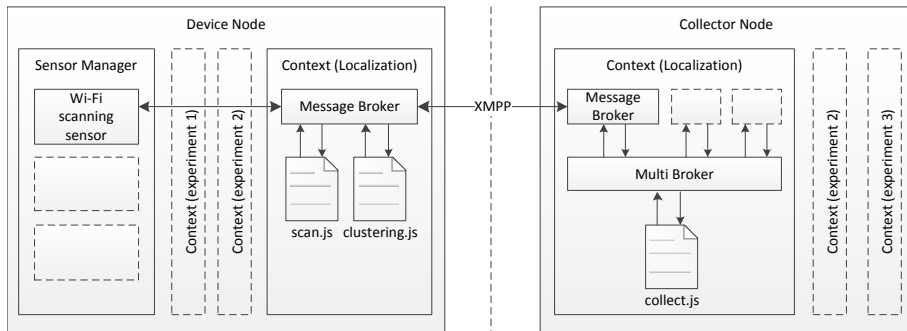 Device Node
Sensor Manager
Wi-Fi
scanning
sensor
Context (experiment 1)
Context (experiment 2)
Context (Localization)
Message Broker
scan.js
clustering.js
XMPP
Collector Node
Context (Localization)
Message
Broker
Multi Broker
collect.js
Context (experiment 2)
Context (experiment 3)